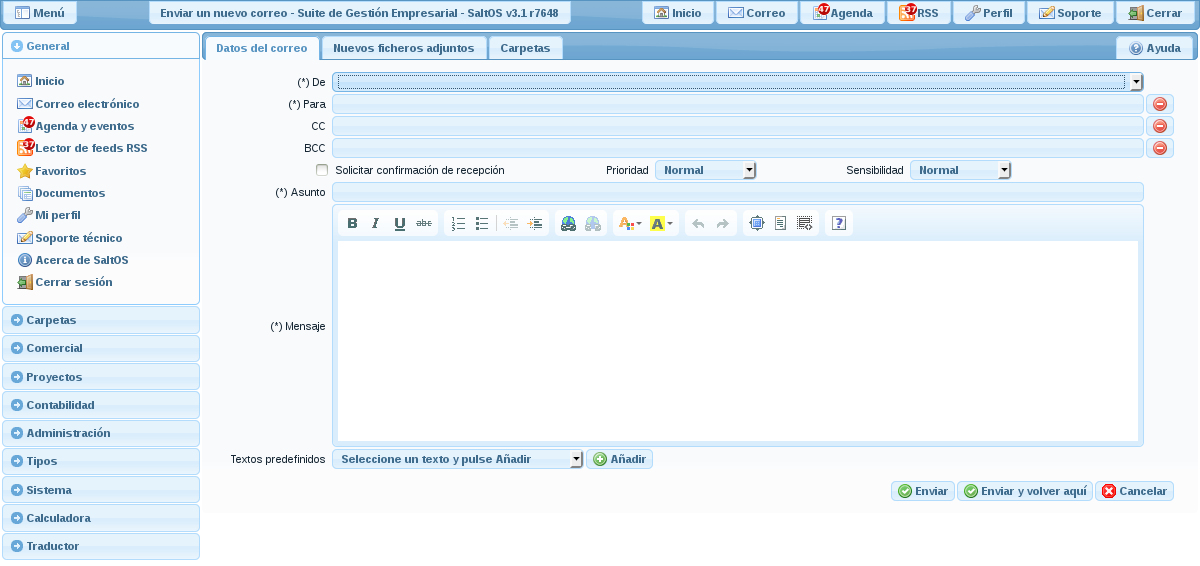 Menú
Enviar un nuevo correo - Suite de Gestión Empresarial - SaltOS v3.1 r7648
Inicio
Correo
47 Agenda
37 RSS
Perfil
Soporte
Cerrar
General
Inicio
Correo electrónico
47 Agenda y eventos
37 Lector de feeds RSS
Favoritos
Documentos
Mi perfil
Soporte técnico
Acerca de SaltOS
Cerrar sesión
Carpetas
Comercial
Proyectos
Contabilidad
Administración
Tipos
Sistema
Calculadora
Traductor
Datos del correo
Nuevos ficheros adjuntos
Carpetas
Ayuda
(*) De
(*) Para
CC
BCC
Solicitar confirmación de recepción
Prioridad Normal
Sensibilidad Normal
(*) Asunto
B I U abc A A ?
(*) Mensaje
Textos predefinidos Seleccione un texto y pulse Añadir Añadir
Enviar
Enviar y volver aquí
Cancelar